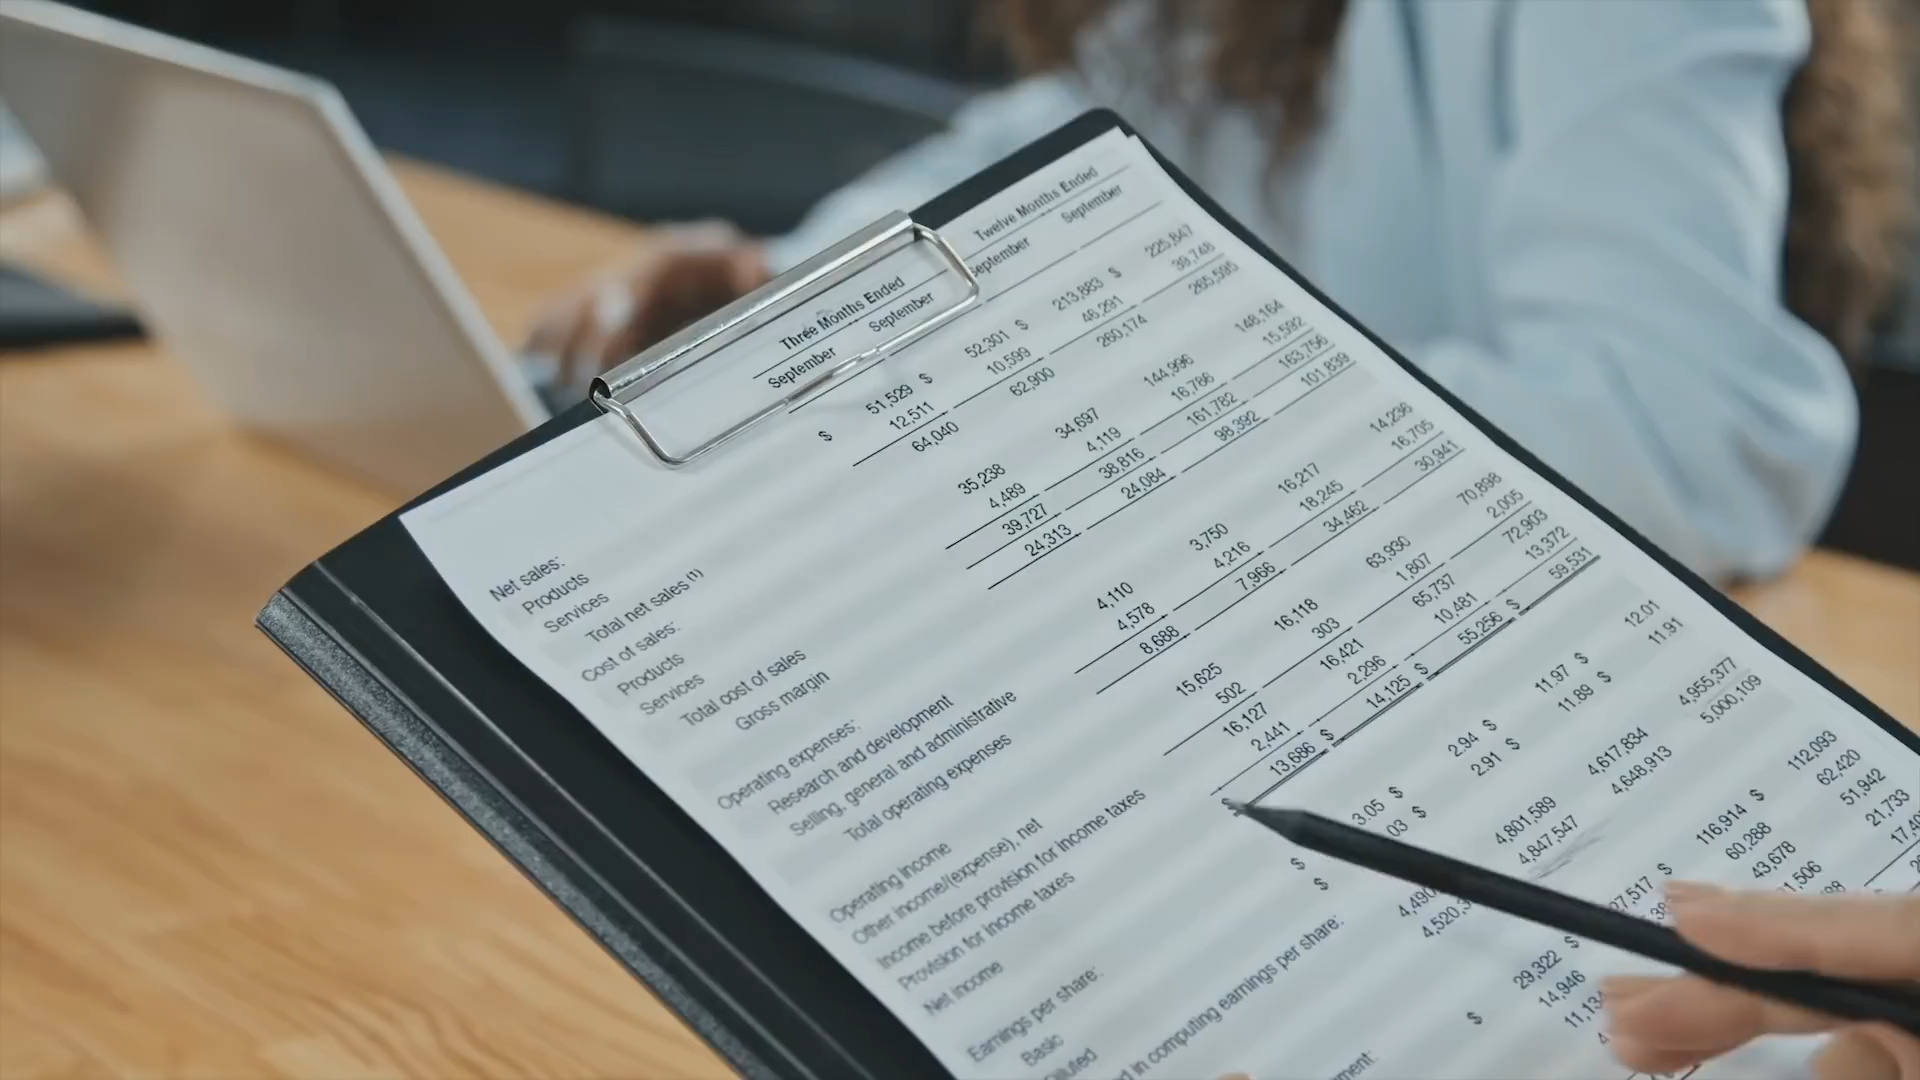 Three Months Ended Twelve Months Ended
September September September September
Net sales:
Products $ 51,529 $ 52,301 $ 213,883 $ 225,847
Services 12,511 10,599 46,291 39,748
Total net sales (1) 64,040 62,900 260,174 265,595
Cost of sales:
Products 35,238 34,697 144,996 148,164
Services 4,489 4,119 16,786 15,592
Total cost of sales 39,727 38,816 161,782 163,756
Gross margin 24,313 24,084 98,392 101,839
Operating expenses:
Research and development 4,110 3,750 16,217 14,236
Selling, general and administrative 4,578 4,216 18,245 16,705
Total operating expenses 8,688 7,966 34,462 30,941
Operating income 15,625 16,118 63,930 70,898
Other income/(expense), net 502 303 1,807 2,005
Income before provision for income taxes 16,127 16,421 65,737 72,903
Provision for income taxes 2,441 2,296 10,481 13,372
Net income $ 13,686 $ 14,125 $ 55,256 $ 59,531
Earnings per share:
Basic $ 3.05 $ 2.94 $ 11.97 $ 12.01
Diluted $ 03 $ 2.91 $ 11.89 $ 11.91
in computing earnings per share:
4,801,589 4,617,834 4,955,377
4,847,547 4,648,913 5,000,109
$ 29,322 $ $ 116,914 $ 112,093
14,946 60,288 62,420
43,678 51,942
21,733